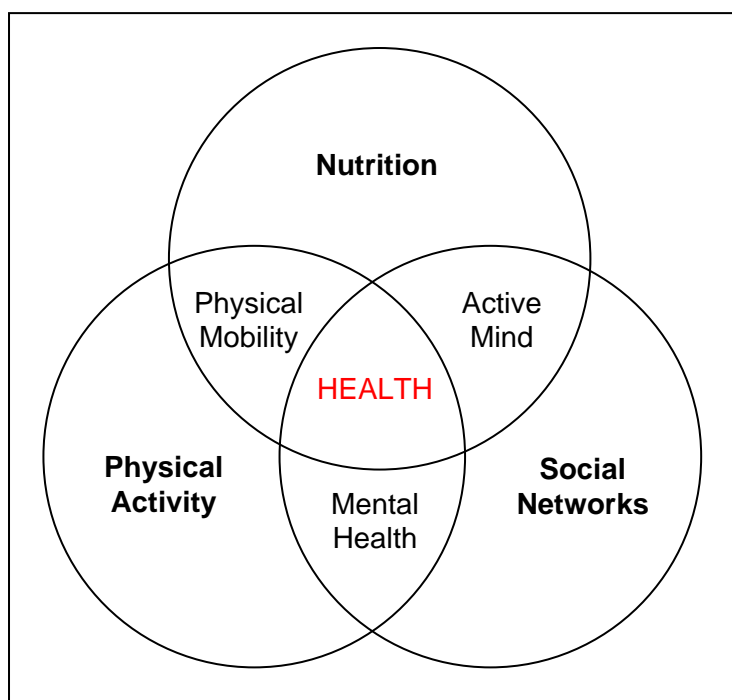 Nutrition
Physical
Mobility
Active
Mind
HEALTH
Physical
Activity
Social
Networks
Mental
Health